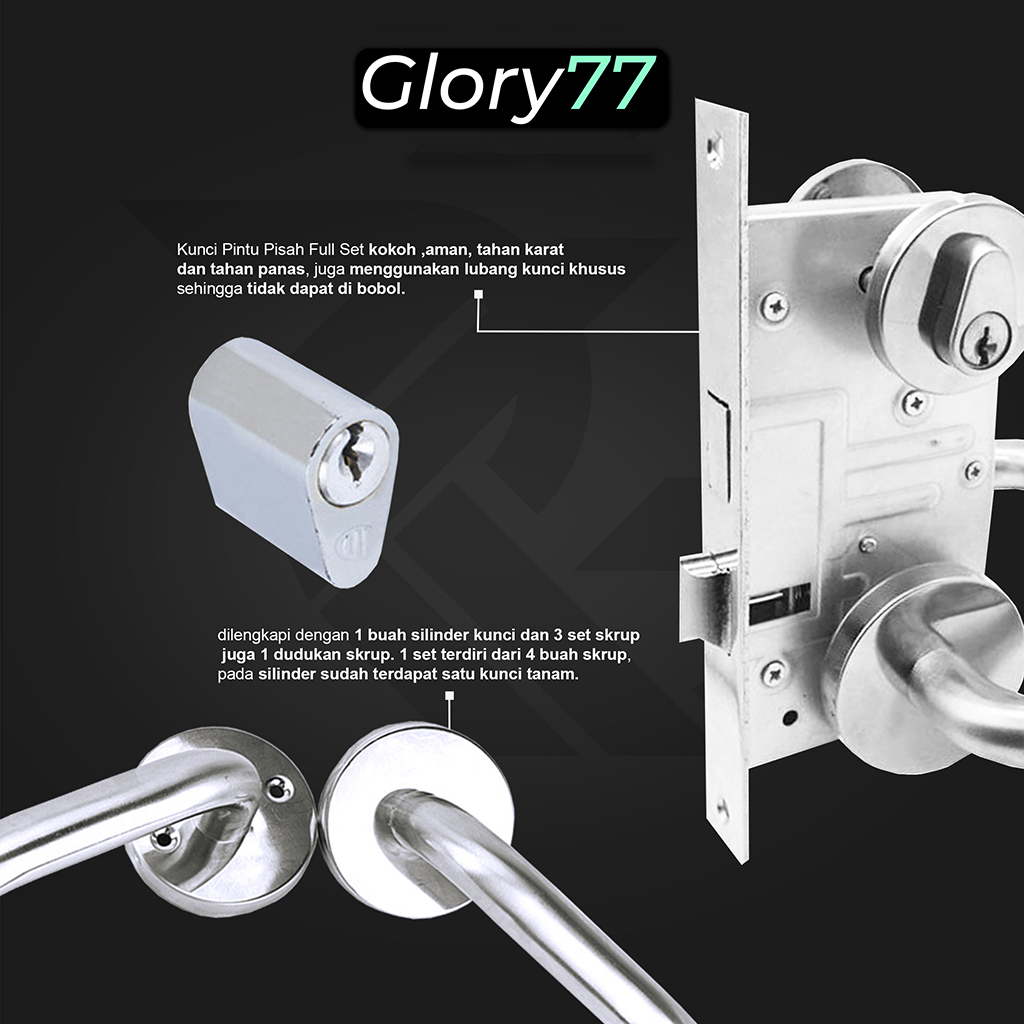 Glory77
Kunci Pintu Pisah Full Set kokoh ,aman, tahan karat
dan tahan panas, juga menggunakan lubang kunci khusus
sehingga tidak dapat di bobol.
dilengkapi dengan 1 buah silinder kunci dan 3 set skrup
juga 1 dudukan skrup. 1 set terdiri dari 4 buah skrup,
pada silinder sudah terdapat satu kunci tanam.